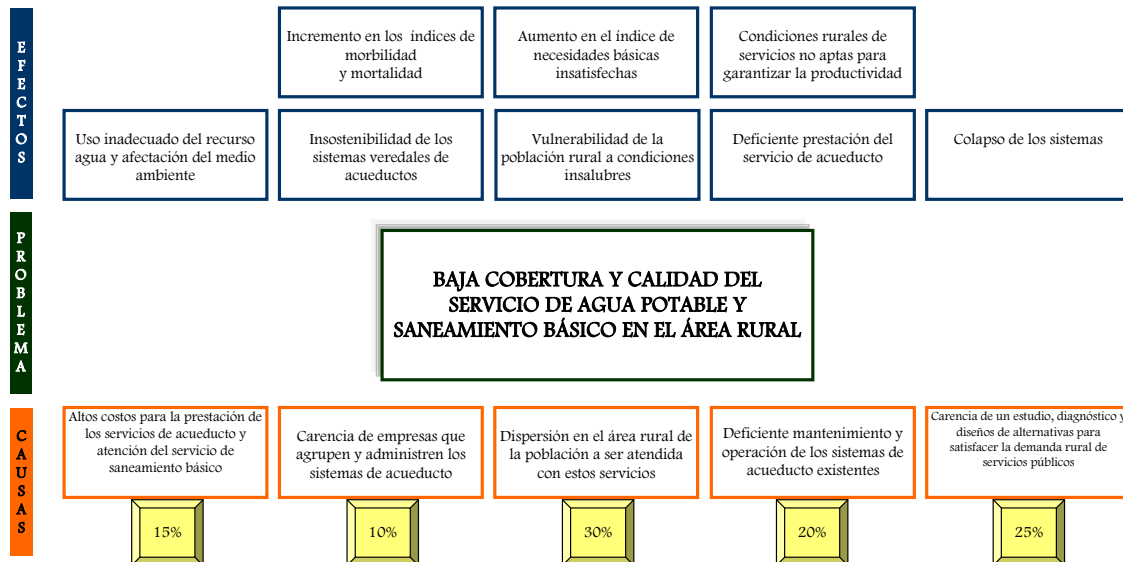 EFECTOS
Incremento en los índices de
morbilidad
y mortalidad
Aumento en el índice de
necesidades básicas
insatisfechas
Condiciones rurales de
servicios no aptas para
garantizar la productividad
Uso inadecuado del recurso
agua y afectación del medio
ambiente
Insostenibilidad de los
sistemas veredales de
acueductos
Vulnerabilidad de la
población rural a condiciones
insalubres
Deficiente prestación del
servicio de acueducto
Colapso de los sistemas
PROBLEMA
BAJA COBERTURA Y CALIDAD DEL
SERVICIO DE AGUA POTABLE Y
SANEAMIENTO BÁSICO EN EL ÁREA RURAL
CAUSAS
Altos costos para la prestación de
los servicios de acueducto y
atención del servicio de
saneamiento básico
Carencia de empresas que
agrupen y administren los
sistemas de acueducto
Dispersión en el área rural de
la población a ser atendida
con estos servicios
Deficiente mantenimiento y
operación de los sistemas de
acueducto existentes
Carencia de un estudio, diagnóstico y
diseños de alternativas para
satisfacer la demanda rural de
servicios públicos
15%
10%
30%
20%
25%